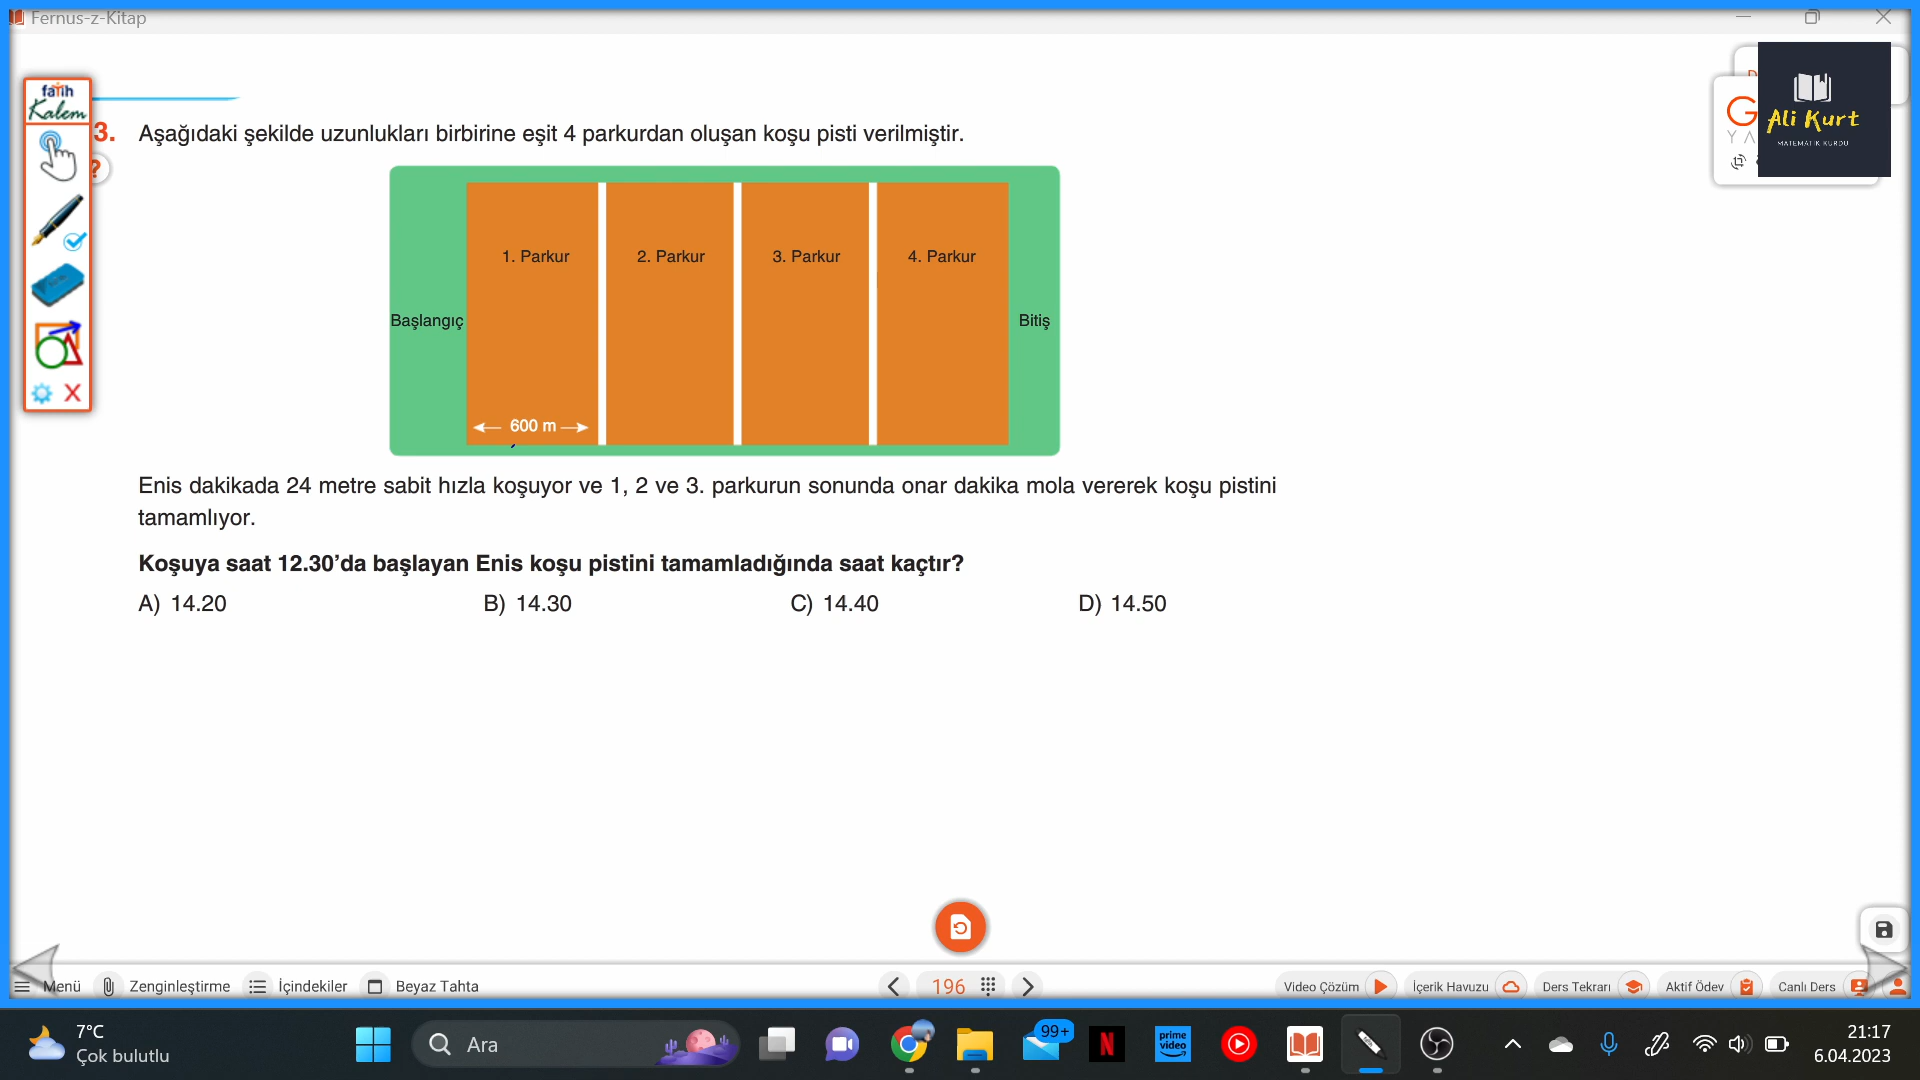 Fernus-z-Kitap
fatih
Kalem
3. Aşağıdaki şekilde uzunlukları birbirine eşit 4 parkurdan oluşan koşu pisti verilmiştir.
?
Ali Kurt
MATEMATİK KURDU
1. Parkur 2. Parkur 3. Parkur 4. Parkur
Başlangıç
Bitiş
600 m
Enis dakikada 24 metre sabit hızla koşuyor ve 1, 2 ve 3. parkurun sonunda onar dakika mola vererek koşu pistini
tamamlıyor.
Koşuya saat 12.30’da başlayan Enis koşu pistini tamamladığında saat kaçtır?
A) 14.20 B) 14.30 C) 14.40 D) 14.50
Menü Zenginleştirme İçindekiler Beyaz Tahta 196 Video Çözüm İçerik Havuzu Ders Tekrarı Aktif Ödev Canlı Ders
7°C
Çok bulutlu
Ara
99+
N
prime
video
21:17
6.04.2023